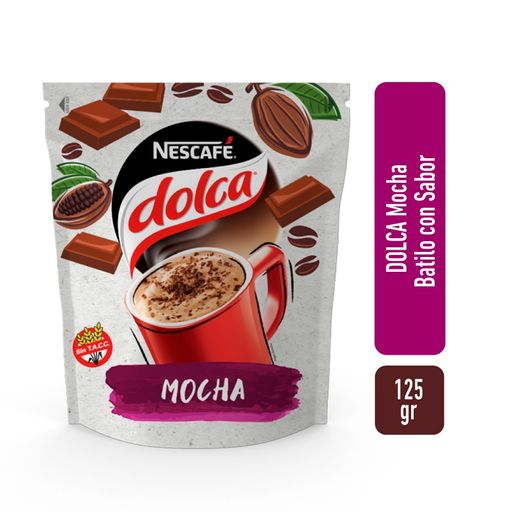 NESCAFÉ
dolca
Sin T.A.C.C.
MOCHA
DOLCA Mocha
Batilo con Sabor
125
gr